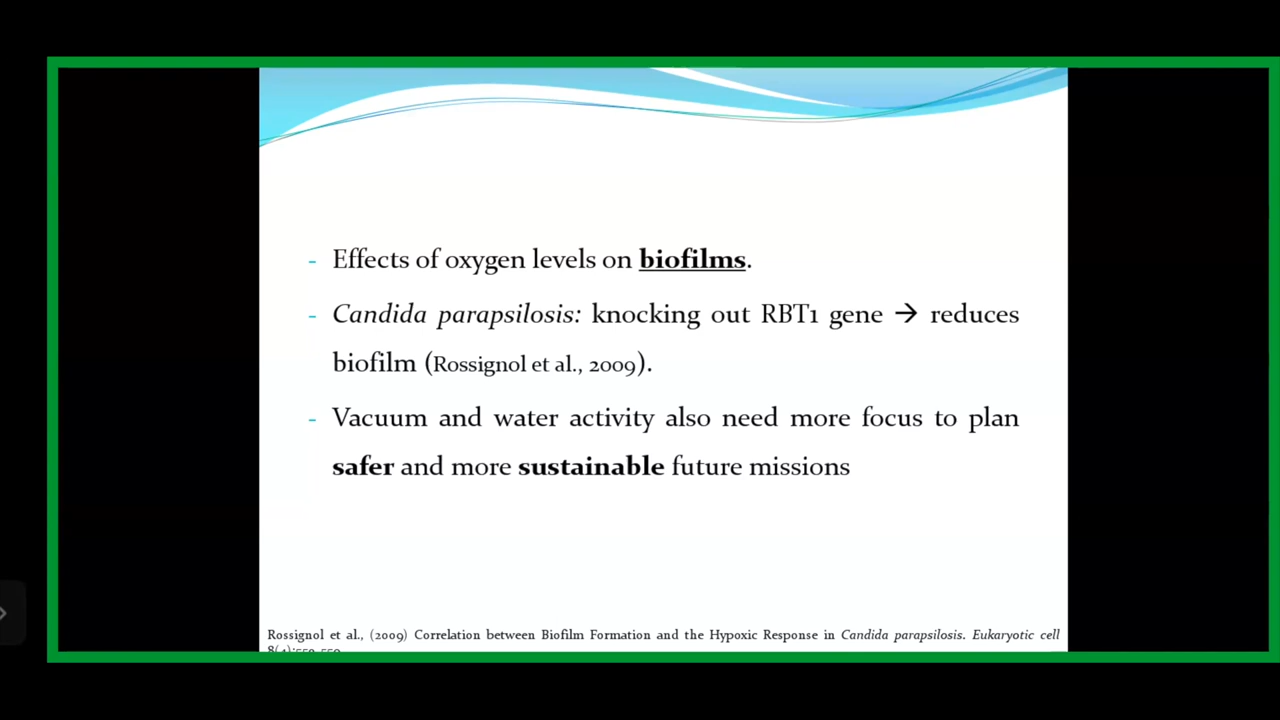 - Effects of oxygen levels on biofilms.
- Candida parapsilosis: knocking out RBT1 gene → reduces
biofilm (Rossignol et al., 2009).
- Vacuum and water activity also need more focus to plan
safer and more sustainable future missions
Rossignol et al., (2009) Correlation between Biofilm Formation and the Hypoxic Response in Candida parapsilosis. Eukaryotic cell